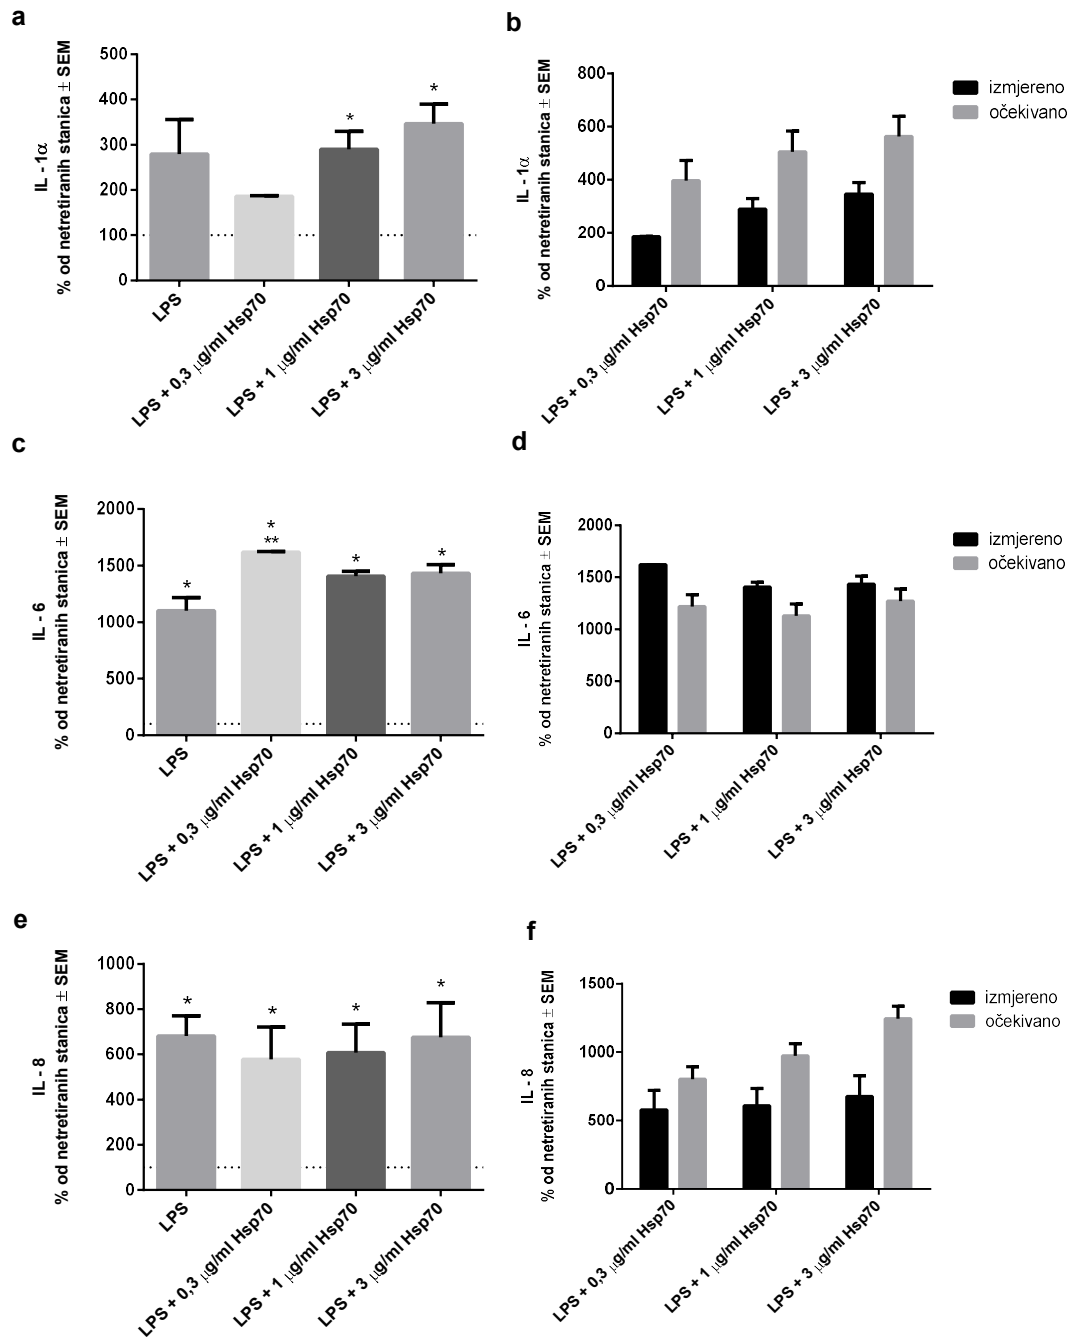 a
IL - 1α
% od netretiranih stanica ± SEM
500
400
300
200
100
0
*
*
LPS
LPS + 0,3 µg/ml Hsp70
LPS + 1 µg/ml Hsp70
LPS + 3 µg/ml Hsp70
b
IL - 1α
% od netretiranih stanica ± SEM
800
600
400
200
0
izmjereno
očekivano
LPS + 0,3 µg/ml Hsp70
LPS + 1 µg/ml Hsp70
LPS + 3 µg/ml Hsp70
c
IL - 6
% od netretiranih stanica ± SEM
2000
1500
1000
500
0
*
*
**
*
*
LPS
LPS + 0,3 µg/ml Hsp70
LPS + 1 µg/ml Hsp70
LPS + 3 µg/ml Hsp70
d
IL - 6
% od netretiranih stanica ± SEM
2000
1500
1000
500
0
izmjereno
očekivano
LPS + 0,3 µg/ml Hsp70
LPS + 1 µg/ml Hsp70
LPS + 3 µg/ml Hsp70
e
IL - 8
% od netretiranih stanica ± SEM
1000
800
600
400
200
0
*
*
*
*
LPS
LPS + 0,3 µg/ml Hsp70
LPS + 1 µg/ml Hsp70
LPS + 3 µg/ml Hsp70
f
IL - 8
% od netretiranih stanica ± SEM
1500
1000
500
0
izmjereno
očekivano
LPS + 0,3 µg/ml Hsp70
LPS + 1 µg/ml Hsp70
LPS + 3 µg/ml Hsp70